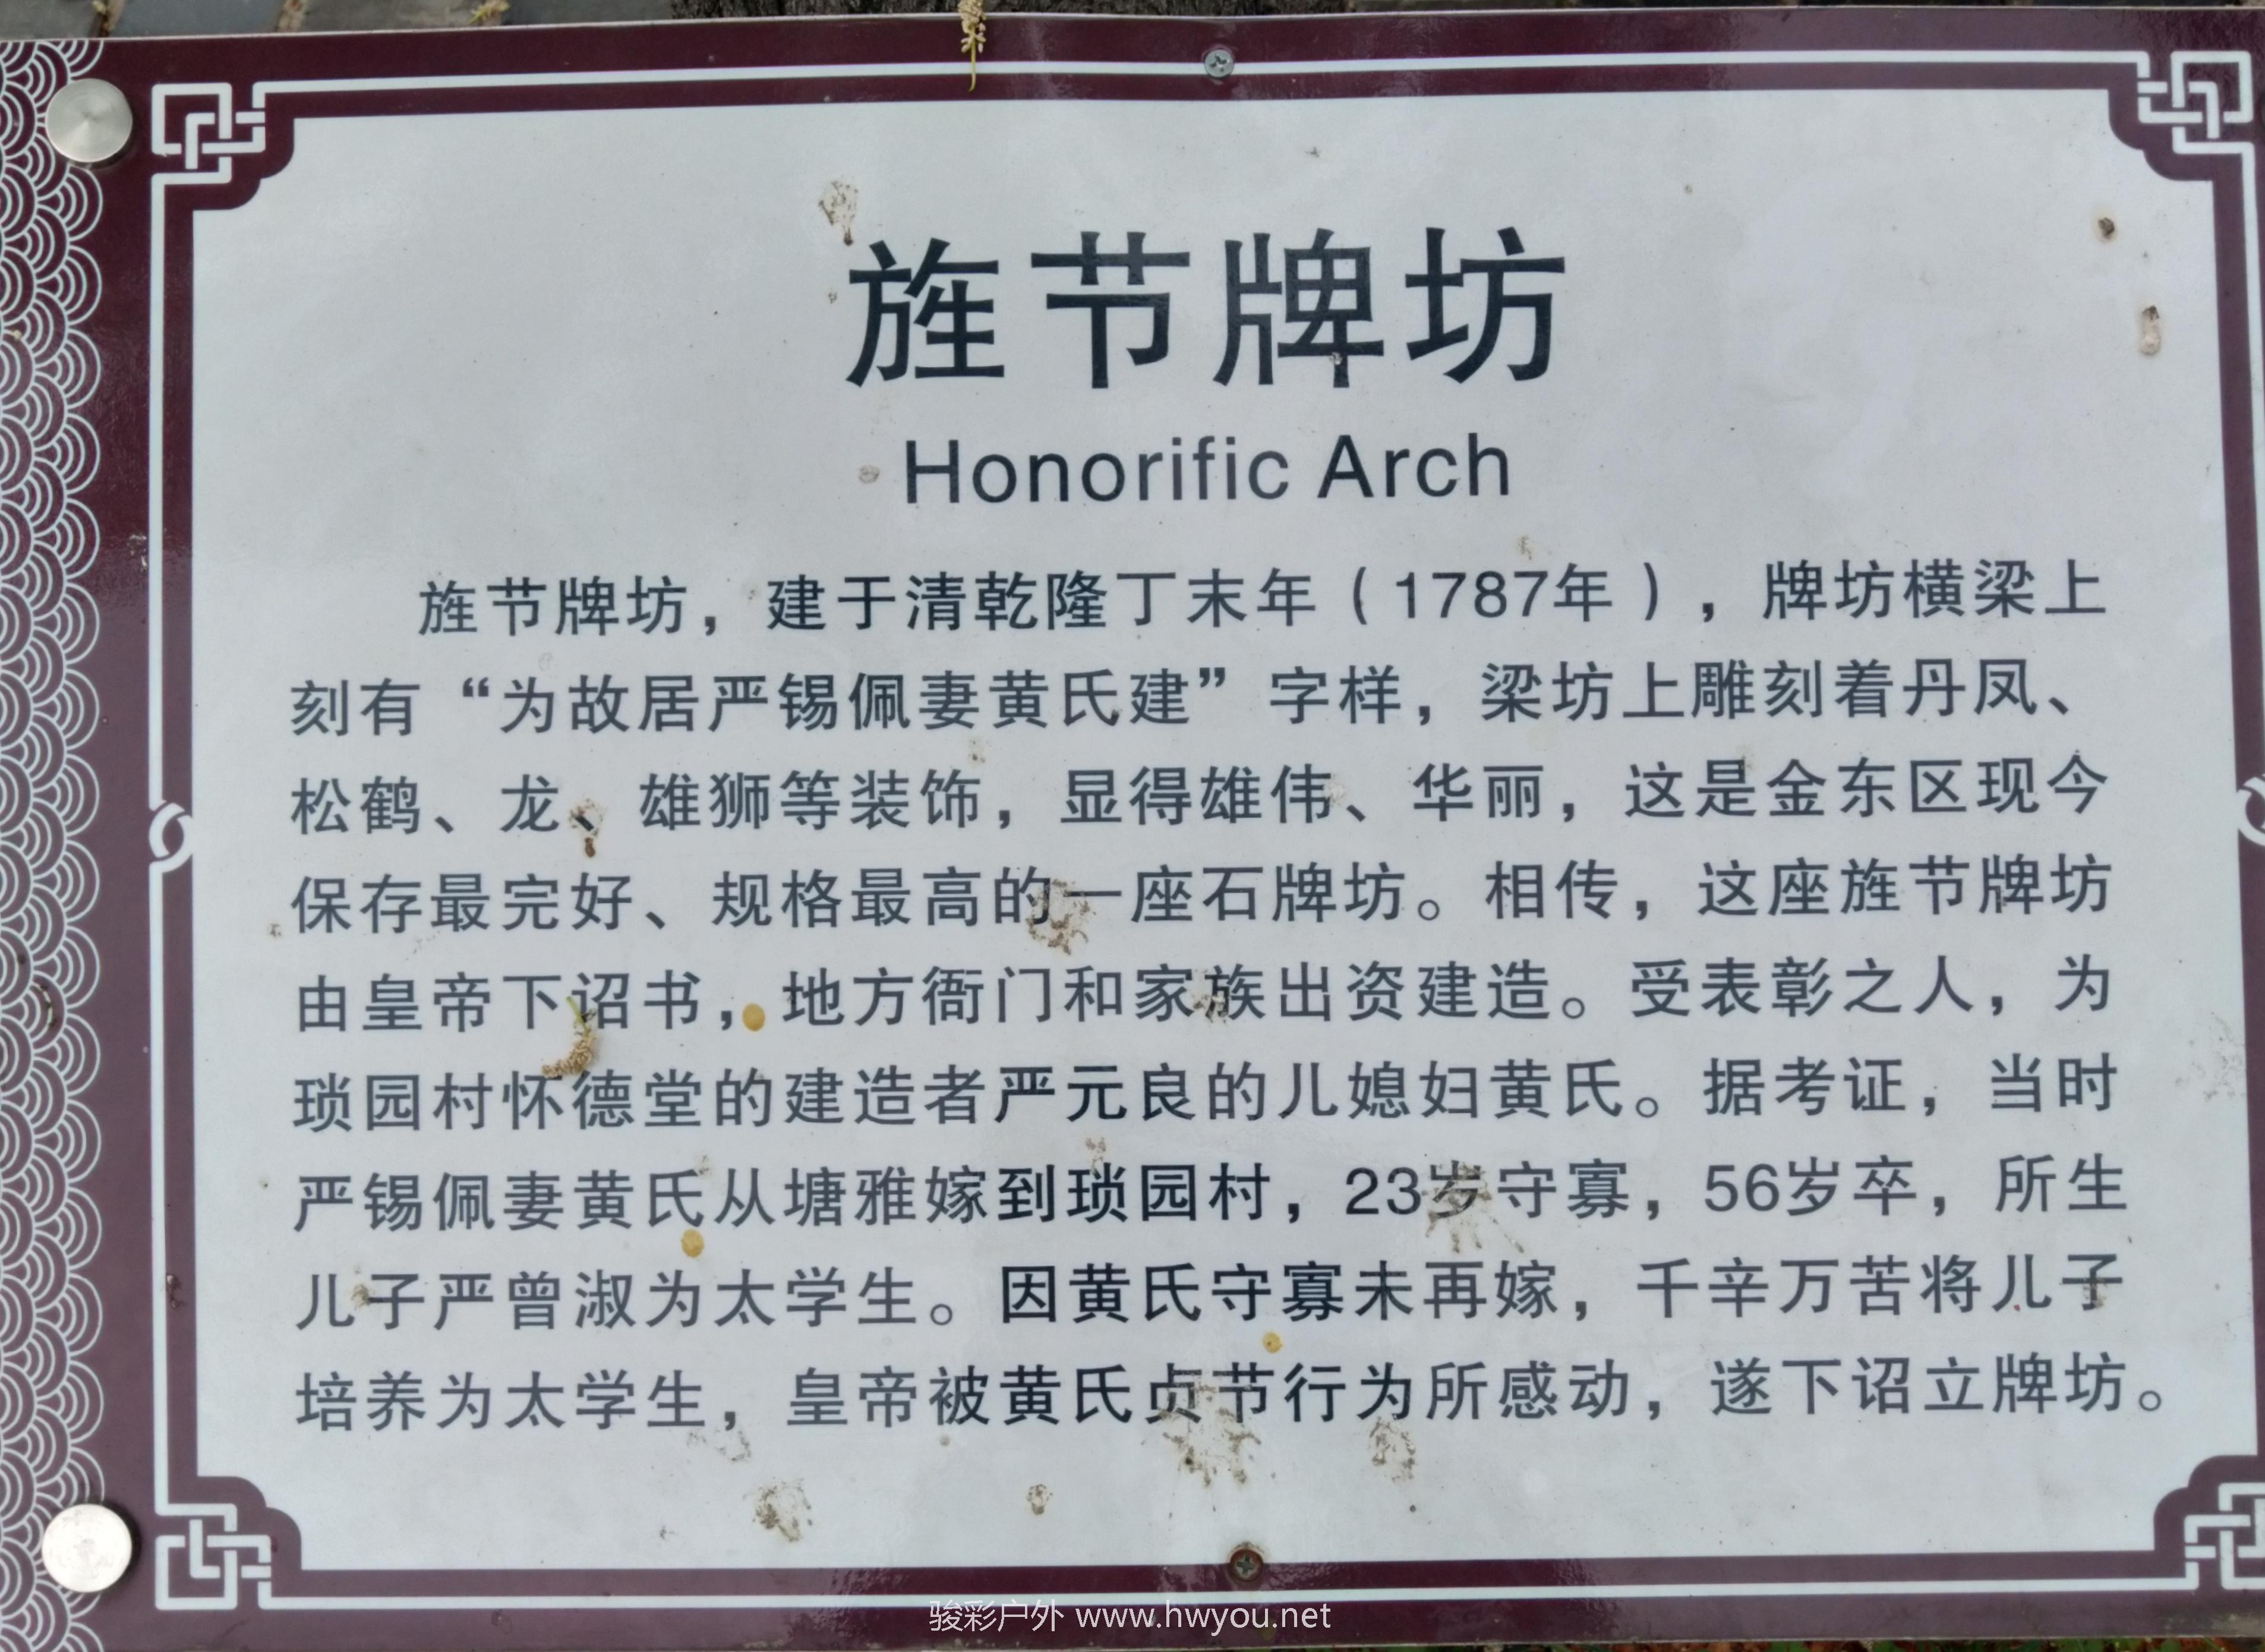 旌节牌坊
Honorific Arch
旌节牌坊，建于清乾隆丁末年（1787年），牌坊横梁上
刻有“为故居严锡佩妻黄氏建”字样，梁坊上雕刻着丹凤、
松鹤、龙、雄狮等装饰，显得雄伟、华丽，这是金东区现今
保存最完好、规格最高的一座石牌坊。相传，这座旌节牌坊
由皇帝下诏书，地方衙门和家族出资建造。受表彰之人，为
琐园村怀德堂的建造者严元良的儿媳妇黄氏。据考证，当时
严锡佩妻黄氏从塘雅嫁到琐园村，23岁守寡，56岁卒，所生
儿子严曾淑为太学生。因黄氏守寡未再嫁，千辛万苦将儿子
培养为太学生，皇帝被黄氏贞节行为所感动，遂下诏立牌坊。
骏彩户外 www.hwyou.net